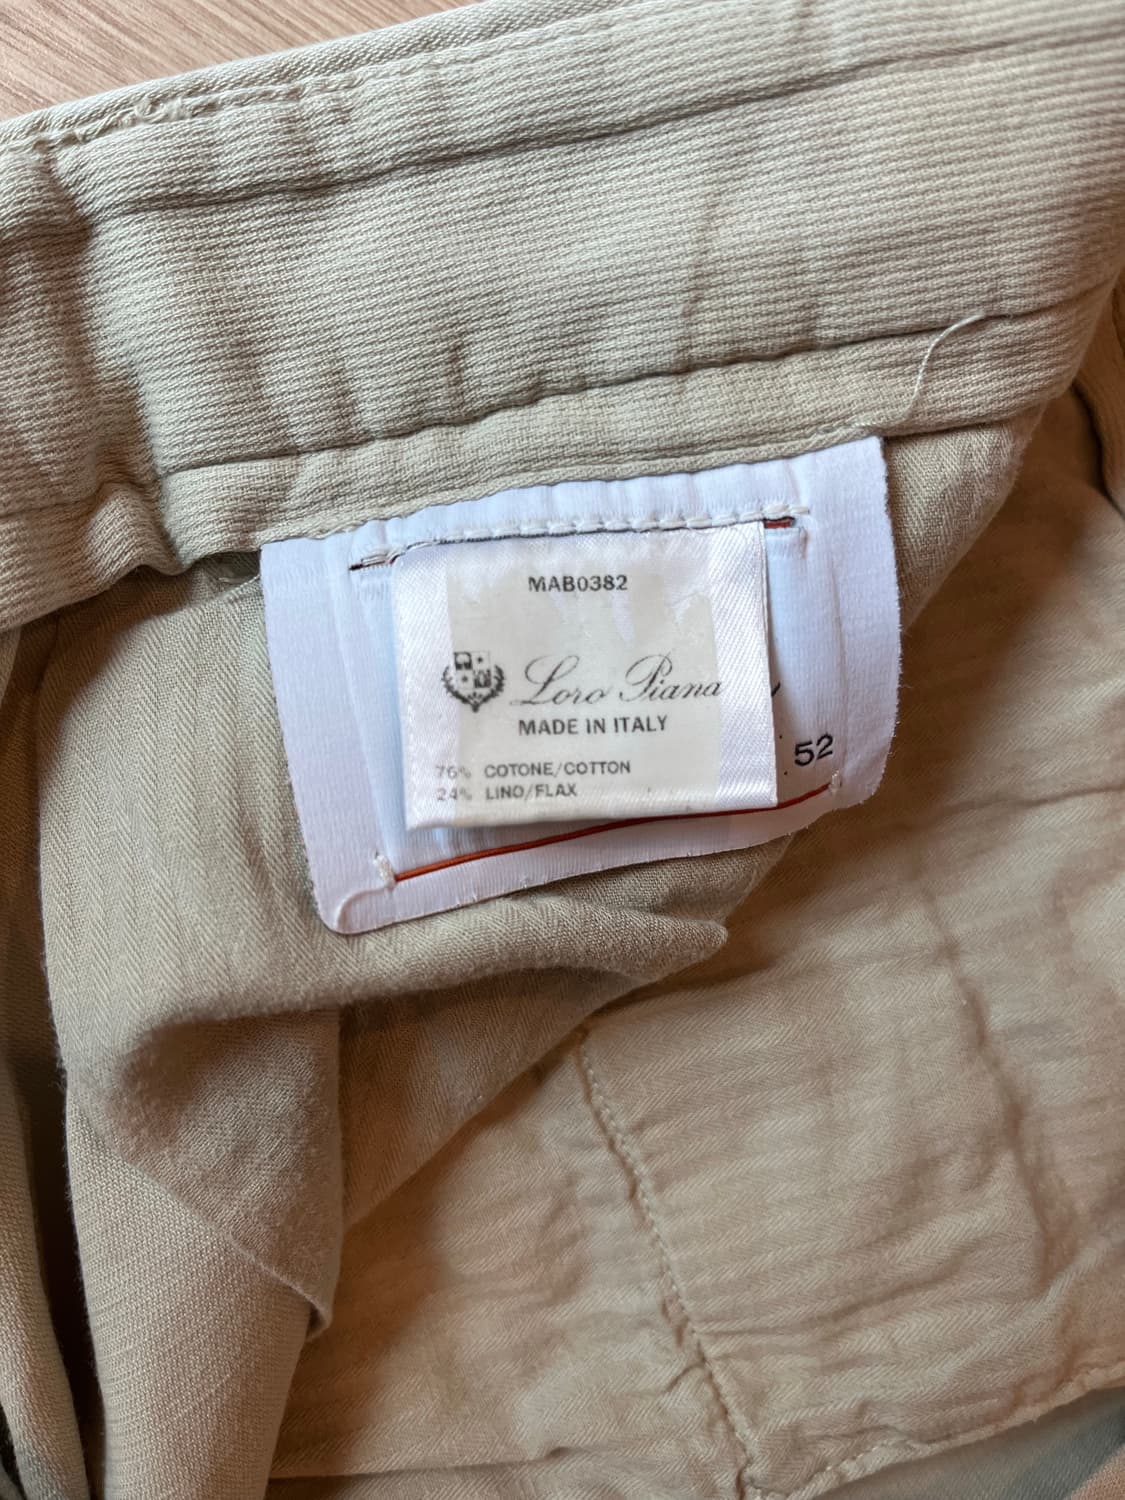 MAB0382
Loro Piana
MADE IN ITALY
76% COTONE/COTTON
24% LINO/FLAX
52